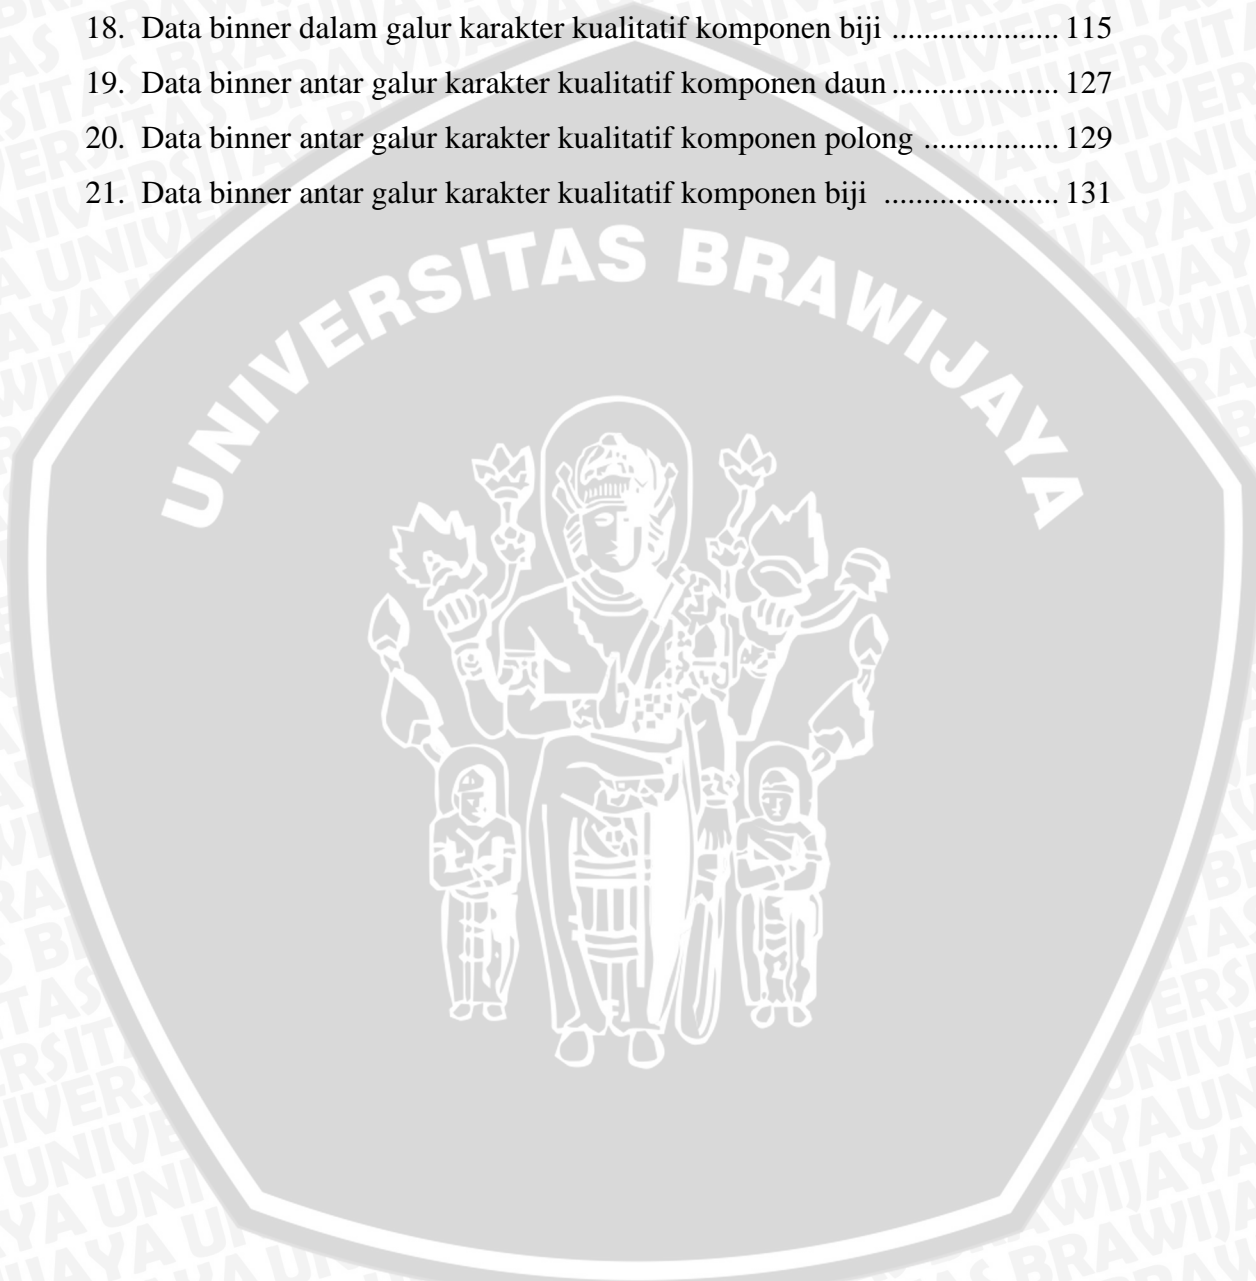 18. Data binner dalam galur karakter kualitatif komponen biji .................... 115
19. Data binner antar galur karakter kualitatif komponen daun .................... 127
20. Data binner antar galur karakter kualitatif komponen polong ................ 129
21. Data binner antar galur karakter kualitatif komponen biji ..................... 131
UNIVERSITAS BRAWIJAYA